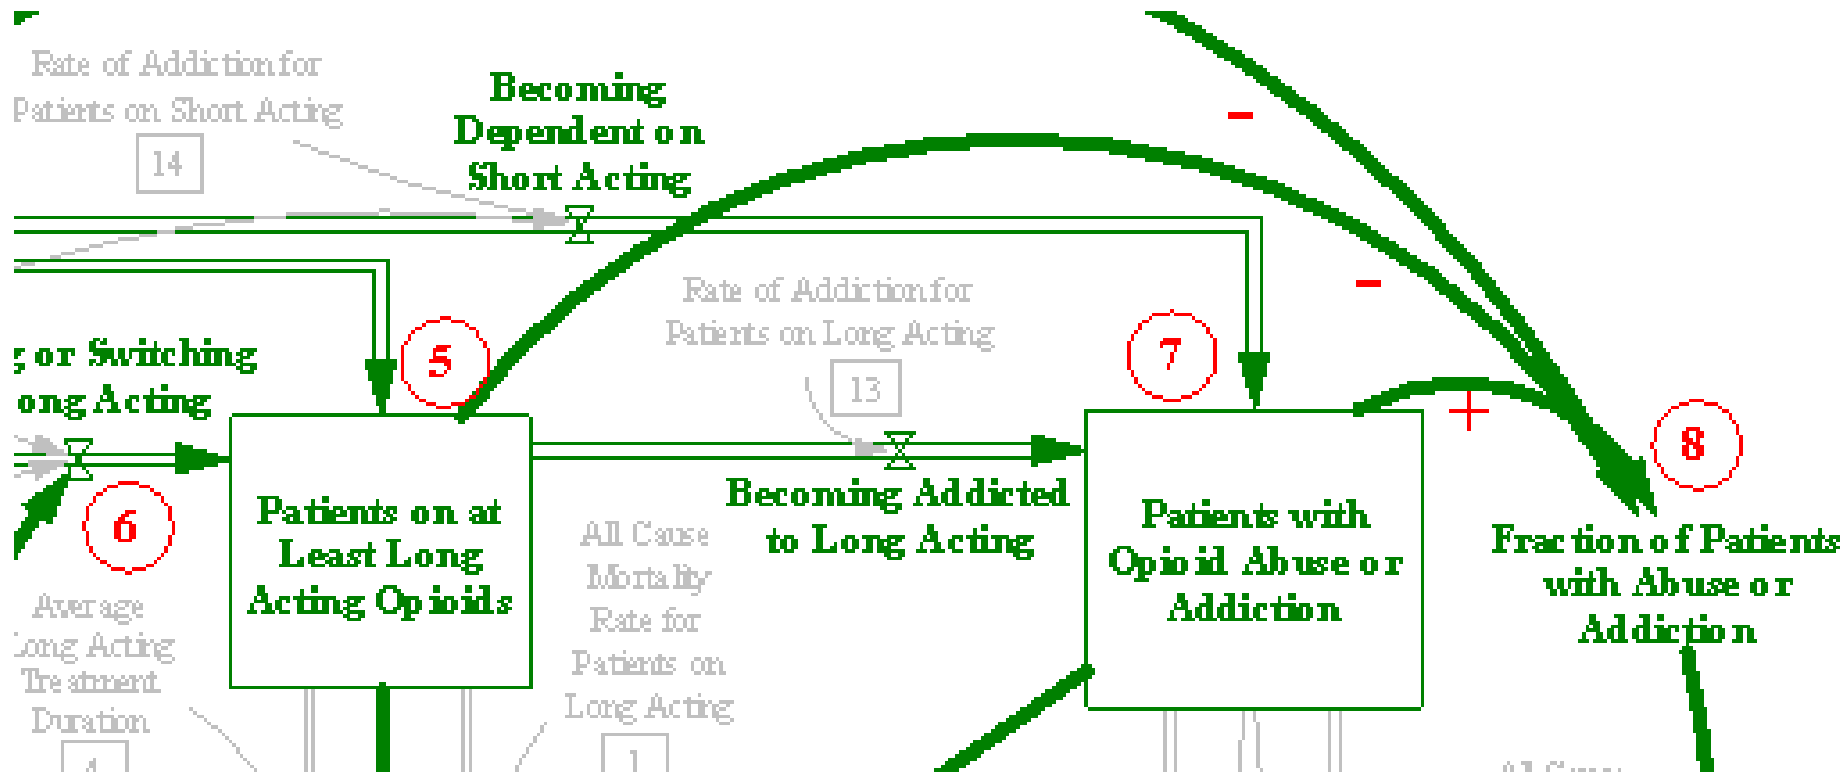 Rate of Addiction for
Patients on Short Acting
14
Becoming
Dependent on
Short Acting
-
-
Rate of Addiction for
Patients on Long Acting
13
5
7
+
8
g or Switching
ong Acting
6
Patients on at
Least Long
Acting Opioids
Becoming Addicted
to Long Acting
Patients with
Opioid Abuse or
Addiction
Fraction of Patients
with Abuse or
Addiction
All Cause
Mortality
Rate for
Patients on
Long Acting
1
Average
Long Acting
Treatment
Duration
4
All Cause